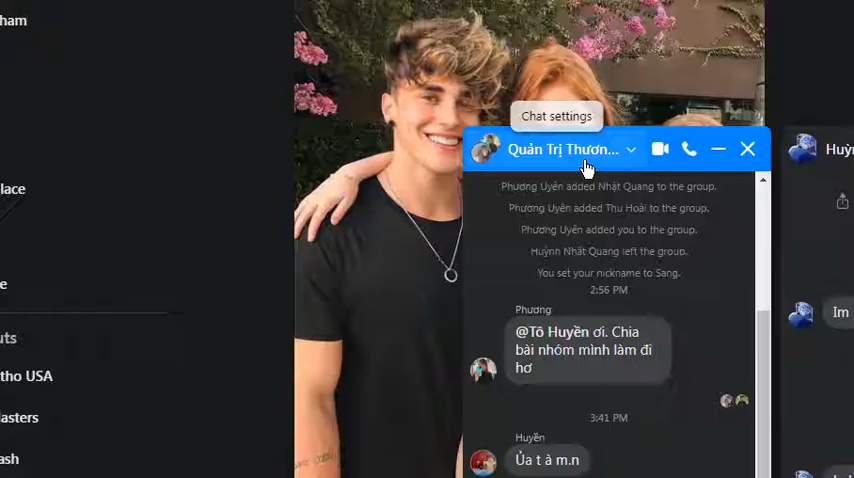 ham
lace
e
uts
tho USA
lasters
ash
Chat settings
Quản Trị Thươn...
Phương Uyên added Nhật Quang to the group.
Phương Uyên added Thu Hoài to the group.
Phương Uyên added you to the group.
Huỳnh Nhất Quang left the group.
You set your nickname to Sang.
2:56 PM
Phương
@Tô Huyền ơi. Chia
bài nhóm mình làm đi
hơ
3:41 PM
Huyền
Ủa t à m.n
Huỳn
Im